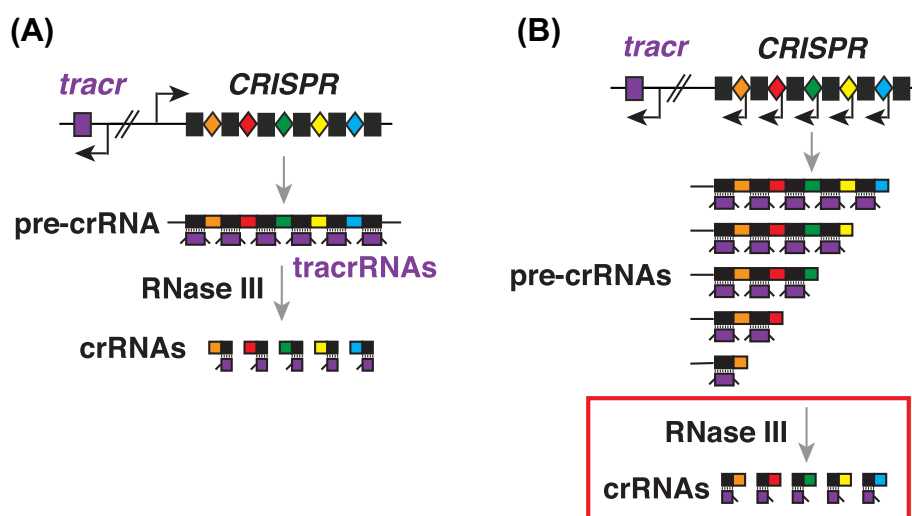 (A)
tracr
CRISPR
pre-crRNA
tracrRNAs
RNase III
crRNAs
(B)
tracr
CRISPR
pre-crRNAs
RNase III
crRNAs